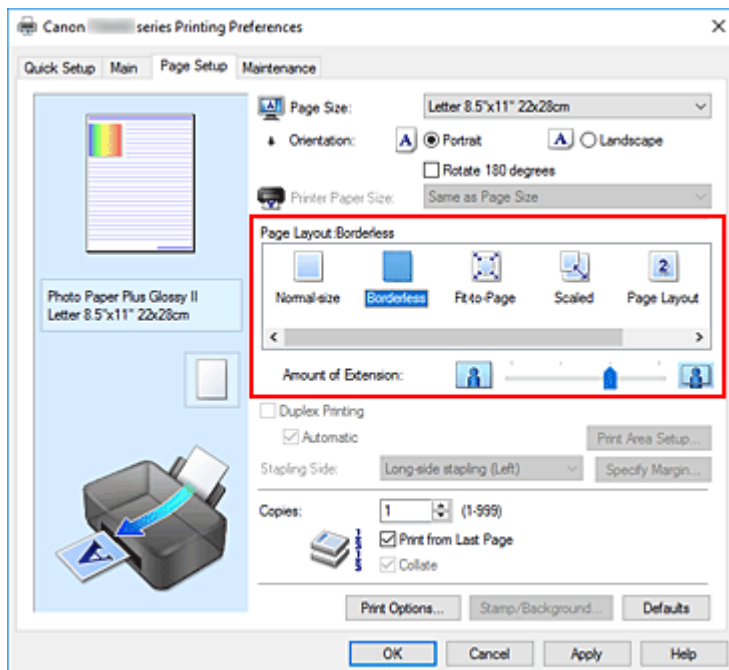 Canon series Printing Preferences
Quick Setup Main Page Setup Maintenance
Page Size: Letter 8.5"x11" 22x28cm
Orientation: A Portrait A Landscape
Rotate 180 degrees
Printer Paper Size: Same as Page Size
Page Layout:Borderless
Normal-size Borderless Fit-to-Page Scaled Page Layout
Amount of Extension:
Photo Paper Plus Glossy II
Letter 8.5"x11" 22x28cm
Duplex Printing
Automatic Print Area Setup...
Stapling Side: Long-side stapling (Left) Specify Margin...
Copies: 1 (1-999)
Print from Last Page
Collate
Print Options... Stamp/Background... Defaults
OK Cancel Apply Help